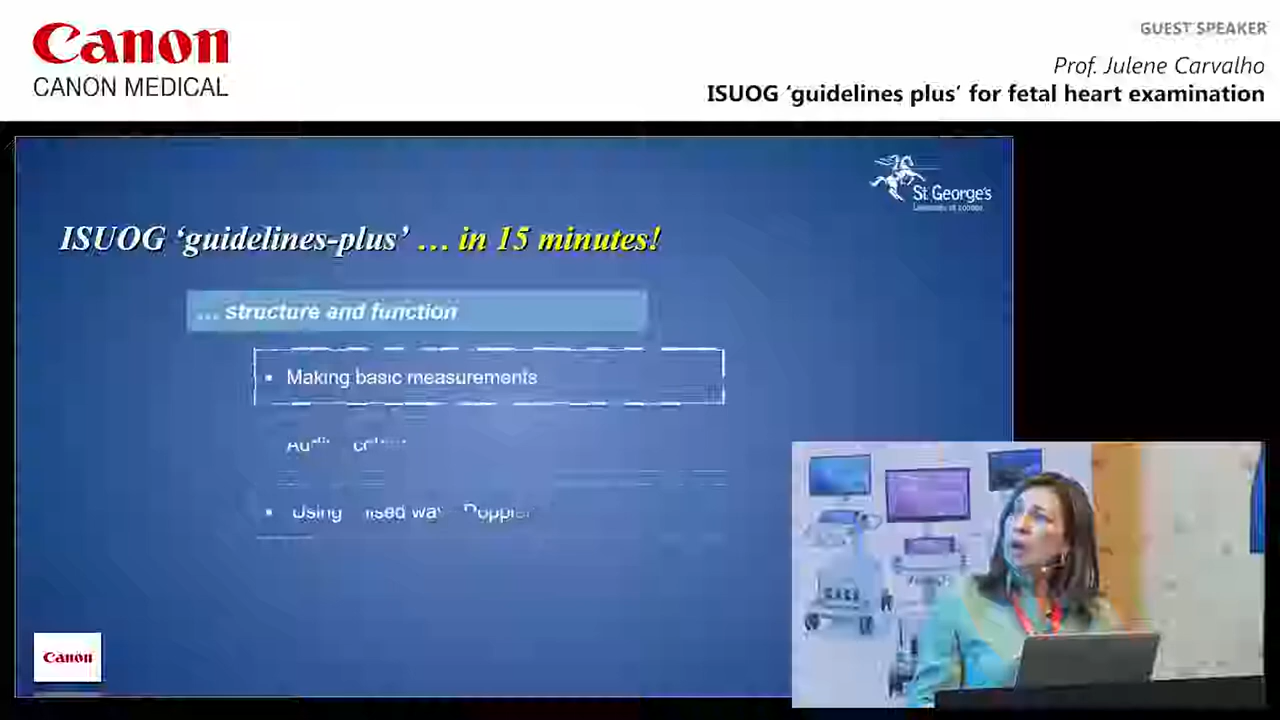 Canon
CANON MEDICAL
GUEST SPEAKER
Prof. Julene Carvalho
ISUOG ‘guidelines plus’ for fetal heart examination
St George's
ISUOG ‘guidelines-plus’ … in 15 minutes!
… structure and function
▪ Making basic measurements
▪ Using Doppler
Canon